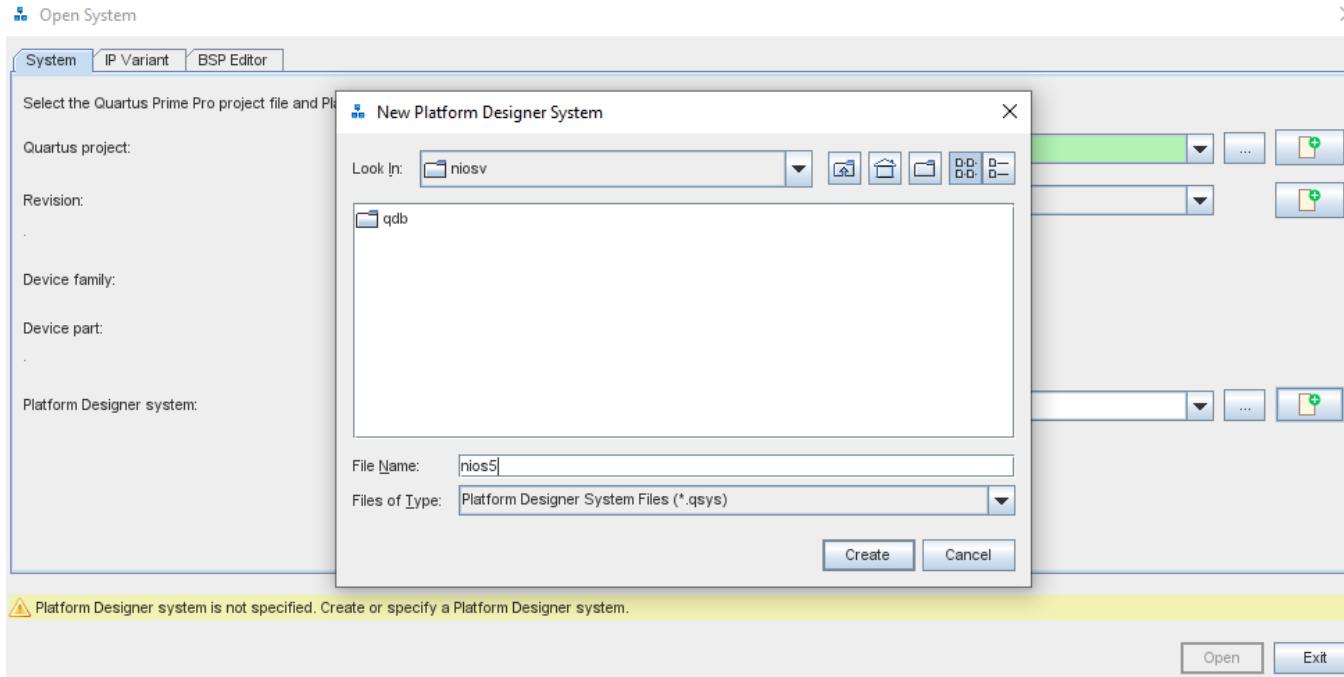 Open System
System IP Variant BSP Editor
Select the Quartus Prime Pro project file and
New Platform Designer System
Quartus project:
...
Look In: niosv
Revision:
qdb
.
Device family:
Device part:
.
Platform Designer system:
...
File Name: nios5
Files of Type: Platform Designer System Files (*.qsys)
Create Cancel
Platform Designer system is not specified. Create or specify a Platform Designer system.
Open Exit